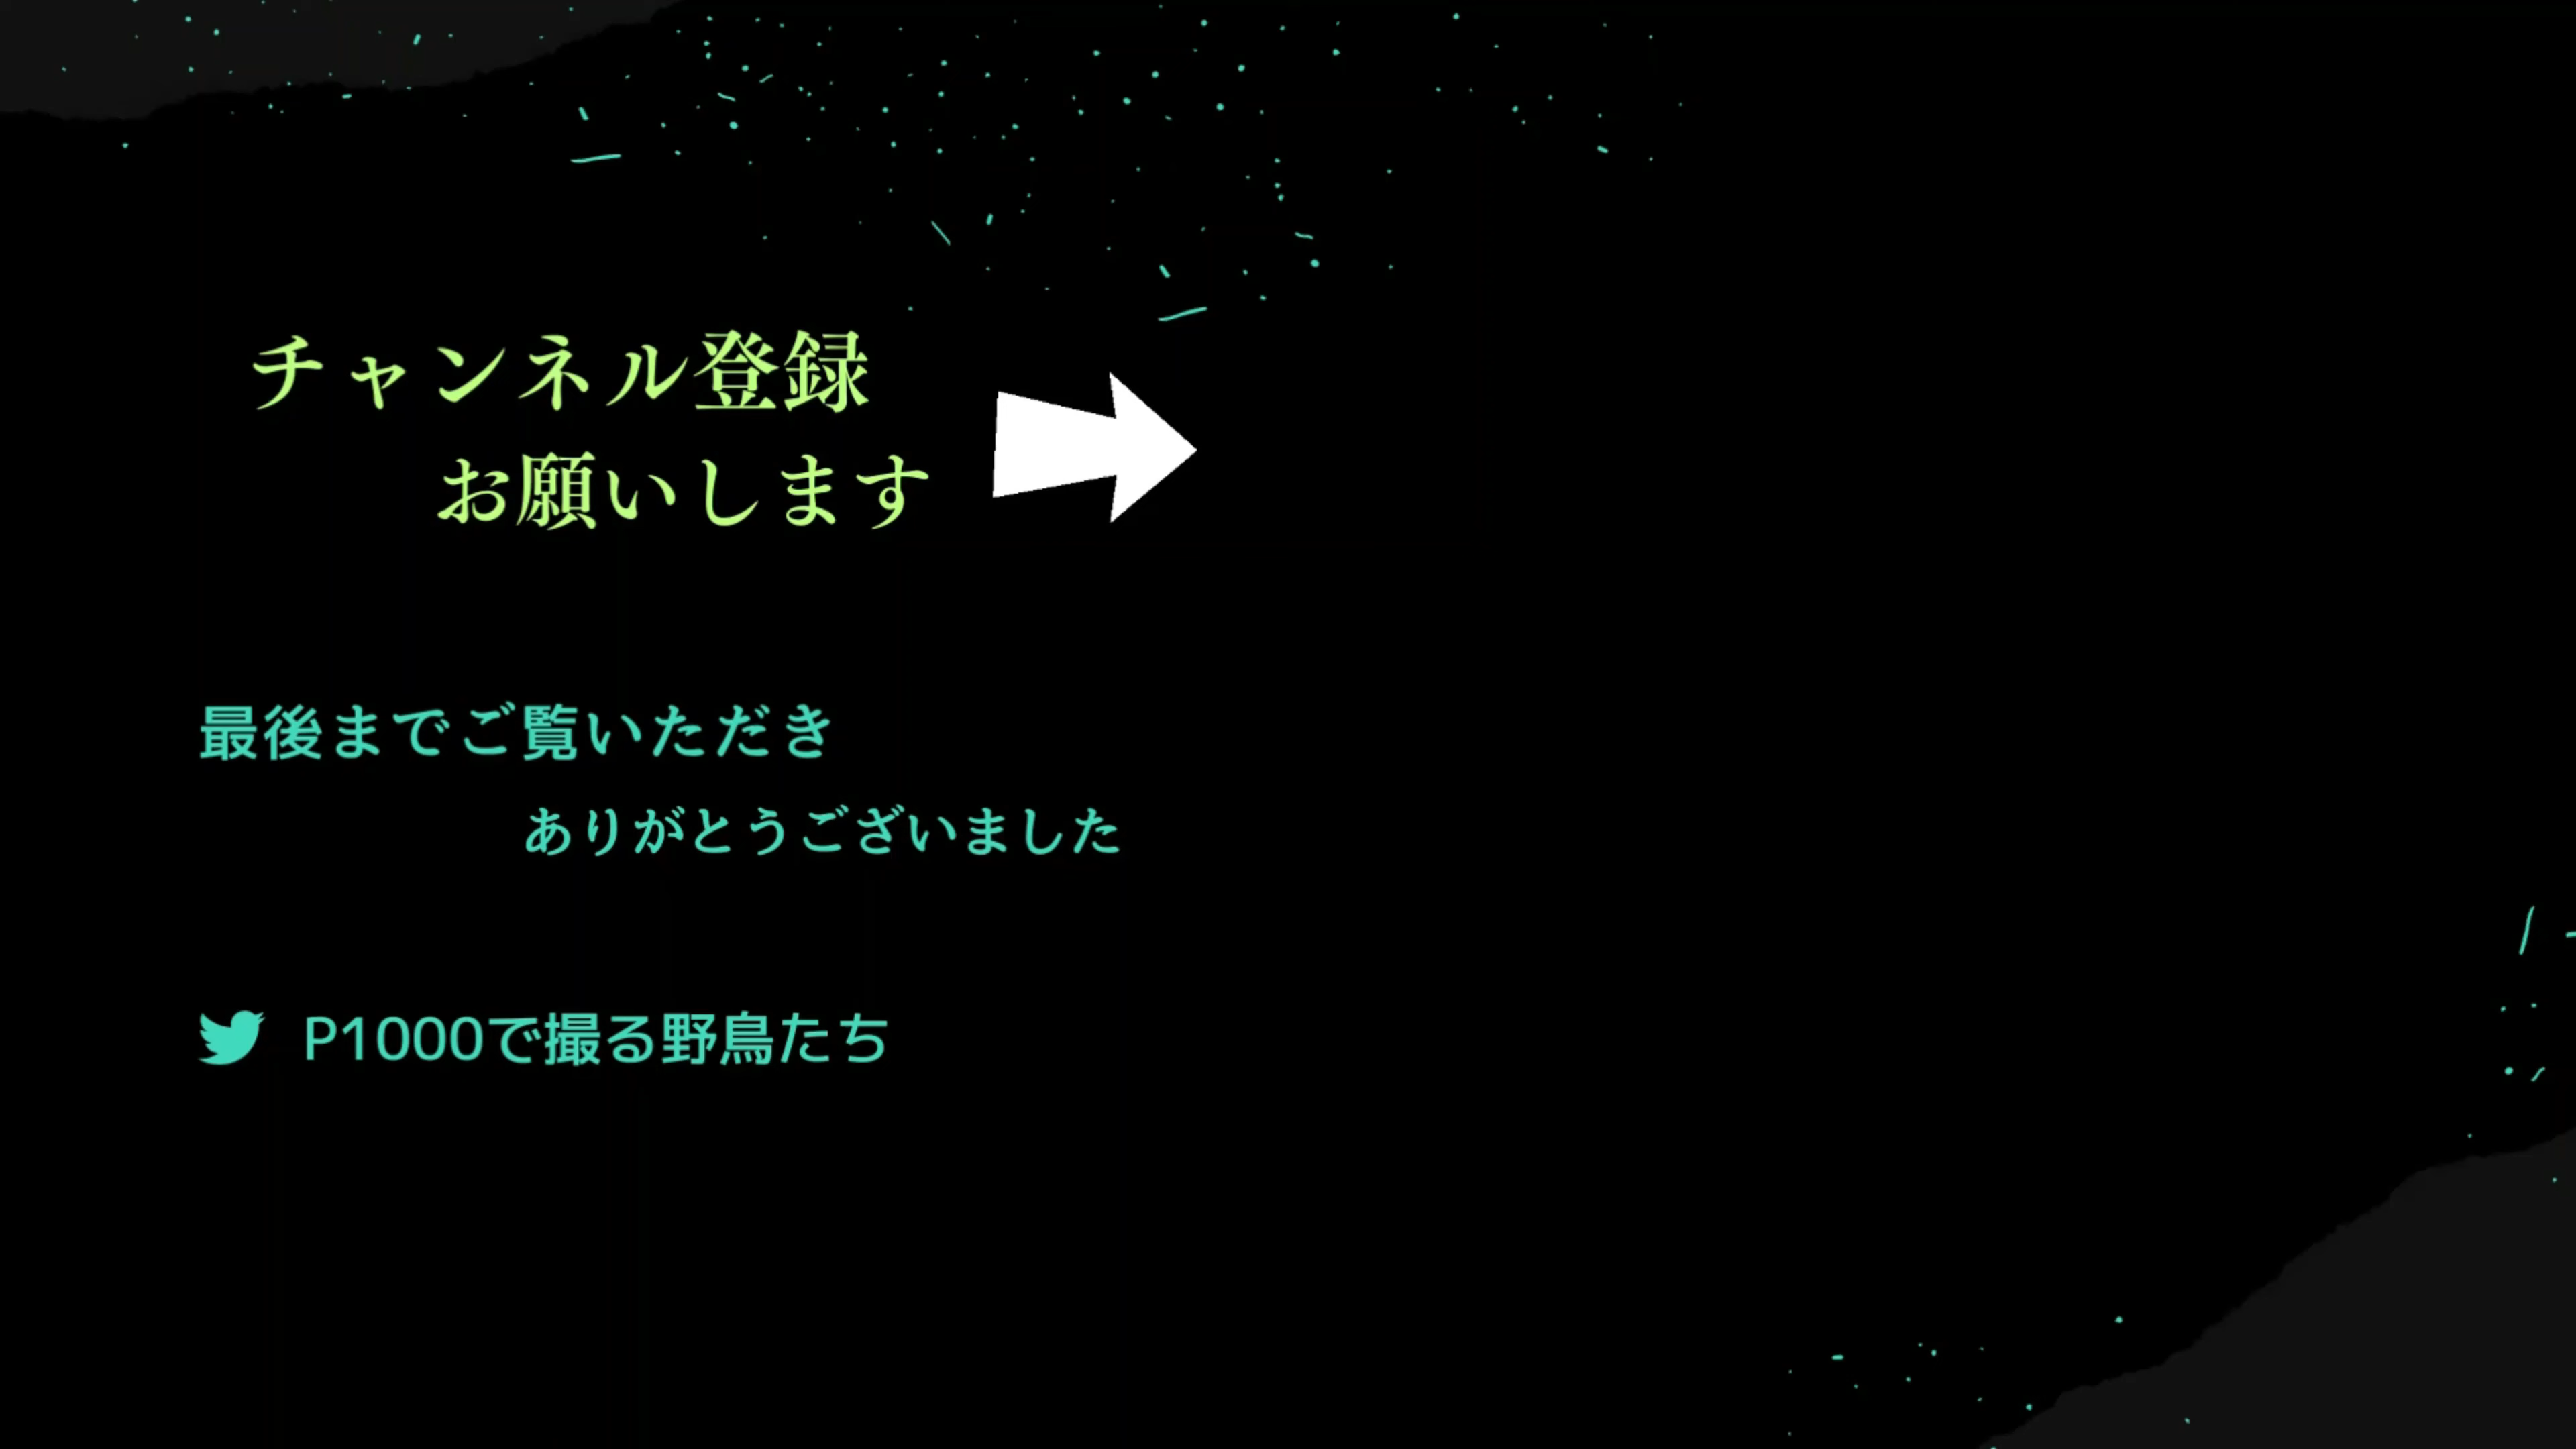 チャンネル登録
お願いします
最後までご覧いただき
ありがとうございました
P1000で撮る野鳥たち